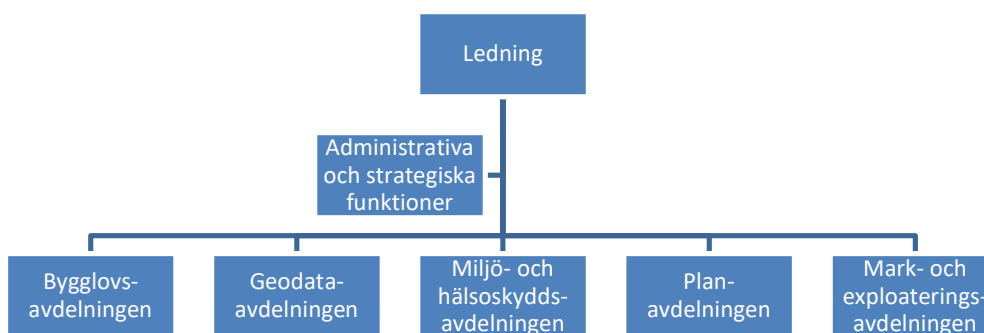 Ledning
Administrativa
och strategiska
funktioner
Bygglovs-
avdelningen
Geodata-
avdelningen
Miljö- och
hälsoskydds-
avdelningen
Plan-
avdelningen
Mark- och
exploaterings-
avdelningen